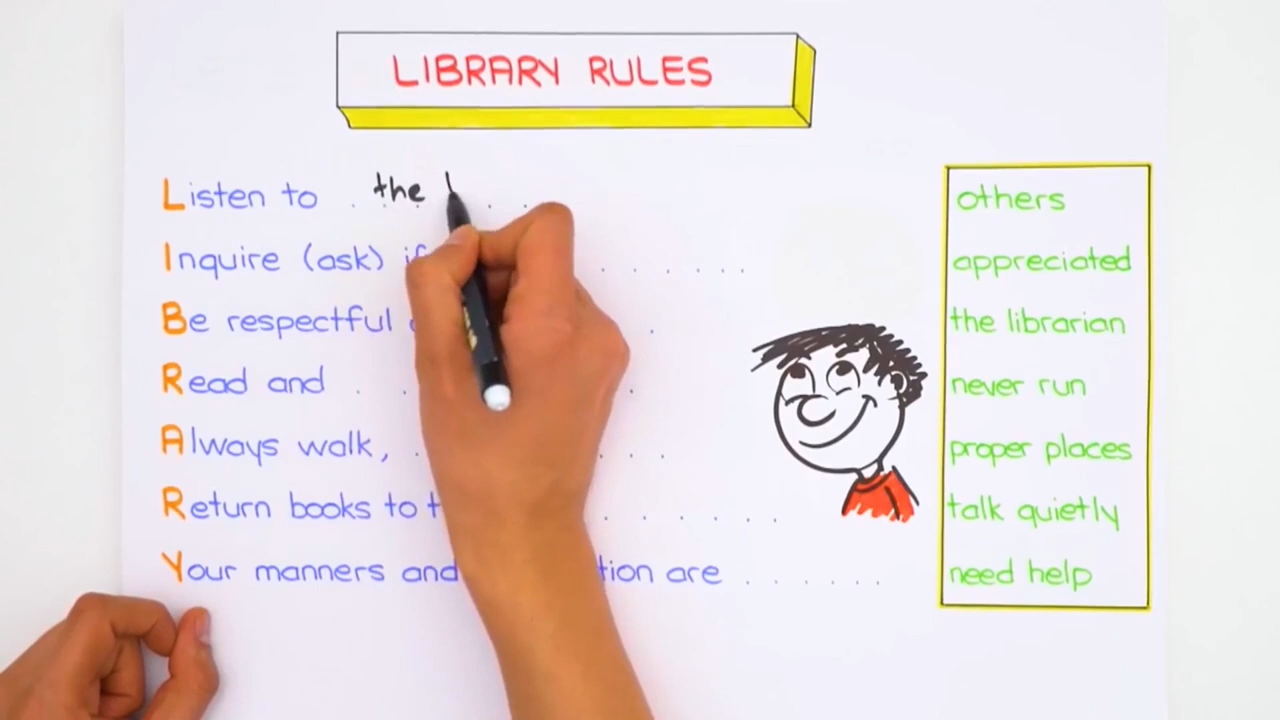 LIBRARY RULES
Listen to the l
Inquire (ask) if
Be respectful
Read and
Always walk,
Return books to t
Your manners and tion are
others
appreciated
the librarian
never run
proper places
talk quietly
need help